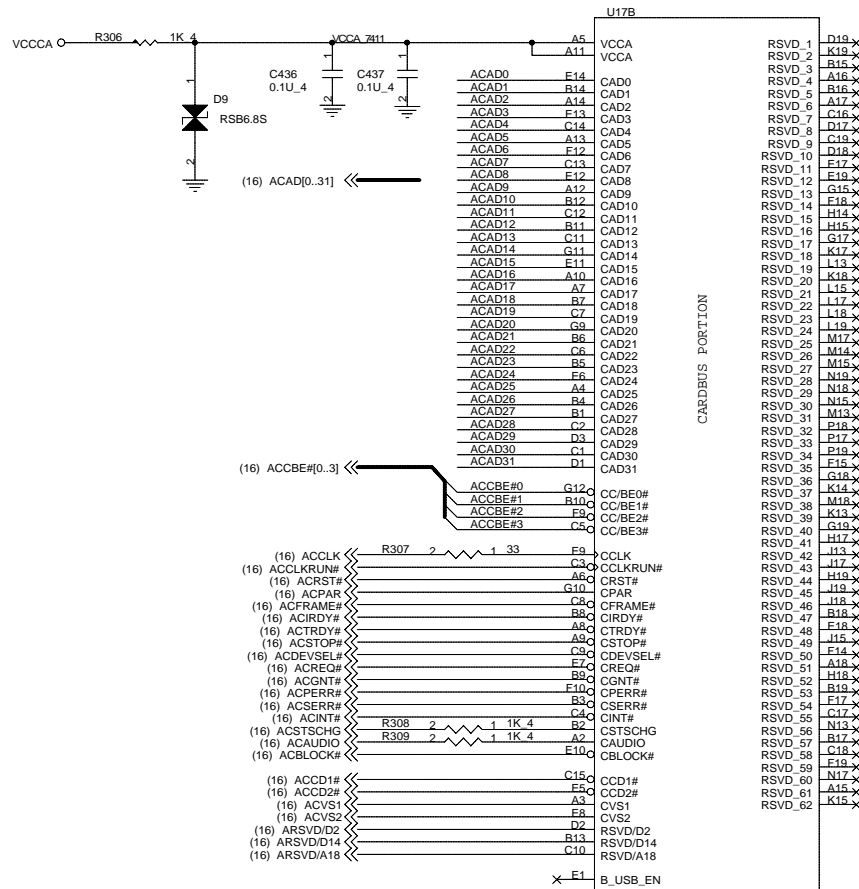 U17B
VCCCA R306 1K_4 VCCA_7411 A5 VCCA
A11 VCCA
1
2
C436
0.1U_4
1
2
C437
0.1U_4
1
2
D9
RSB6.8S
(16) ACAD[0..31]
ACAD0 E14 CAD0
ACAD1 B14 CAD1
ACAD2 A14 CAD2
ACAD3 E13 CAD3
ACAD4 C14 CAD4
ACAD5 A13 CAD5
ACAD6 F12 CAD6
ACAD7 C13 CAD7
ACAD8 E12 CAD8
ACAD9 A12 CAD9
ACAD10 B12 CAD10
ACAD11 C12 CAD11
ACAD12 B11 CAD12
ACAD13 C11 CAD13
ACAD14 G11 CAD14
ACAD15 E11 CAD15
ACAD16 A10 CAD16
ACAD17 A7 CAD17
ACAD18 B7 CAD18
ACAD19 C7 CAD19
ACAD20 G9 CAD20
ACAD21 B6 CAD21
ACAD22 C6 CAD22
ACAD23 B5 CAD23
ACAD24 E6 CAD24
ACAD25 A4 CAD25
ACAD26 B4 CAD26
ACAD27 B1 CAD27
ACAD28 C2 CAD28
ACAD29 D3 CAD29
ACAD30 C1 CAD30
ACAD31 D1 CAD31
(16) ACCBE#[0..3]
ACCBE#0 G12 CC/BE0#
ACCBE#1 B10 CC/BE1#
ACCBE#2 F9 CC/BE2#
ACCBE#3 C5 CC/BE3#
(16) ACCLK R307 2 1 33 E9 CCLK
(16) ACCLKRUN# C3 CCLKRUN#
(16) ACRST# A6 CRST#
(16) ACPAR G10 CPAR
(16) ACFRAME# C8 CFRAME#
(16) ACIRDY# B8 CIRDY#
(16) ACTRDY# A8 CTRDY#
(16) ACSTOP# A9 CSTOP#
(16) ACDEVSEL# C9 CDEVSEL#
(16) ACREQ# E7 CREQ#
(16) ACGNT# B9 CGNT#
(16) ACPERR# F10 CPERR#
(16) ACSERR# B3 CSERR#
(16) ACINT# C4 CINT#
(16) ACSTSCHG R308 2 1 1K_4 B2 CSTSCHG
(16) ACAUDIO R309 2 1 1K_4 A2 CAUDIO
(16) ACBLOCK# E10 CBLOCK#
(16) ACCD1# C15 CCD1#
(16) ACCD2# E5 CCD2#
(16) ACVS1 A3 CVS1
(16) ACVS2 E8 CVS2
(16) ARSVD/D2 D2 RSVD/D2
(16) ARSVD/D14 B13 RSVD/D14
(16) ARSVD/A18 C10 RSVD/A18
E1 B_USB_EN
CARDBUS PORTION
RSVD_1 D19
RSVD_2 K19
RSVD_3 B15
RSVD_4 A16
RSVD_5 B16
RSVD_6 A17
RSVD_7 C16
RSVD_8 D17
RSVD_9 C19
RSVD_10 D18
RSVD_11 E17
RSVD_12 E19
RSVD_13 G15
RSVD_14 F18
RSVD_15 H14
RSVD_16 H15
RSVD_17 G17
RSVD_18 K17
RSVD_19 L13
RSVD_20 K18
RSVD_21 L15
RSVD_22 L17
RSVD_23 L18
RSVD_24 L19
RSVD_25 M17
RSVD_26 M14
RSVD_27 M15
RSVD_28 N19
RSVD_29 N18
RSVD_30 N15
RSVD_31 M13
RSVD_32 P18
RSVD_33 P17
RSVD_34 P19
RSVD_35 F15
RSVD_36 G18
RSVD_37 K14
RSVD_38 M18
RSVD_39 K13
RSVD_40 G19
RSVD_41 H17
RSVD_42 J13
RSVD_43 J17
RSVD_44 H19
RSVD_45 J19
RSVD_46 J18
RSVD_47 B18
RSVD_48 E18
RSVD_49 J15
RSVD_50 F14
RSVD_51 A18
RSVD_52 H18
RSVD_53 B19
RSVD_54 F17
RSVD_55 C17
RSVD_56 N13
RSVD_57 B17
RSVD_58 C18
RSVD_59 F19
RSVD_60 N17
RSVD_61 A15
RSVD_62 K15